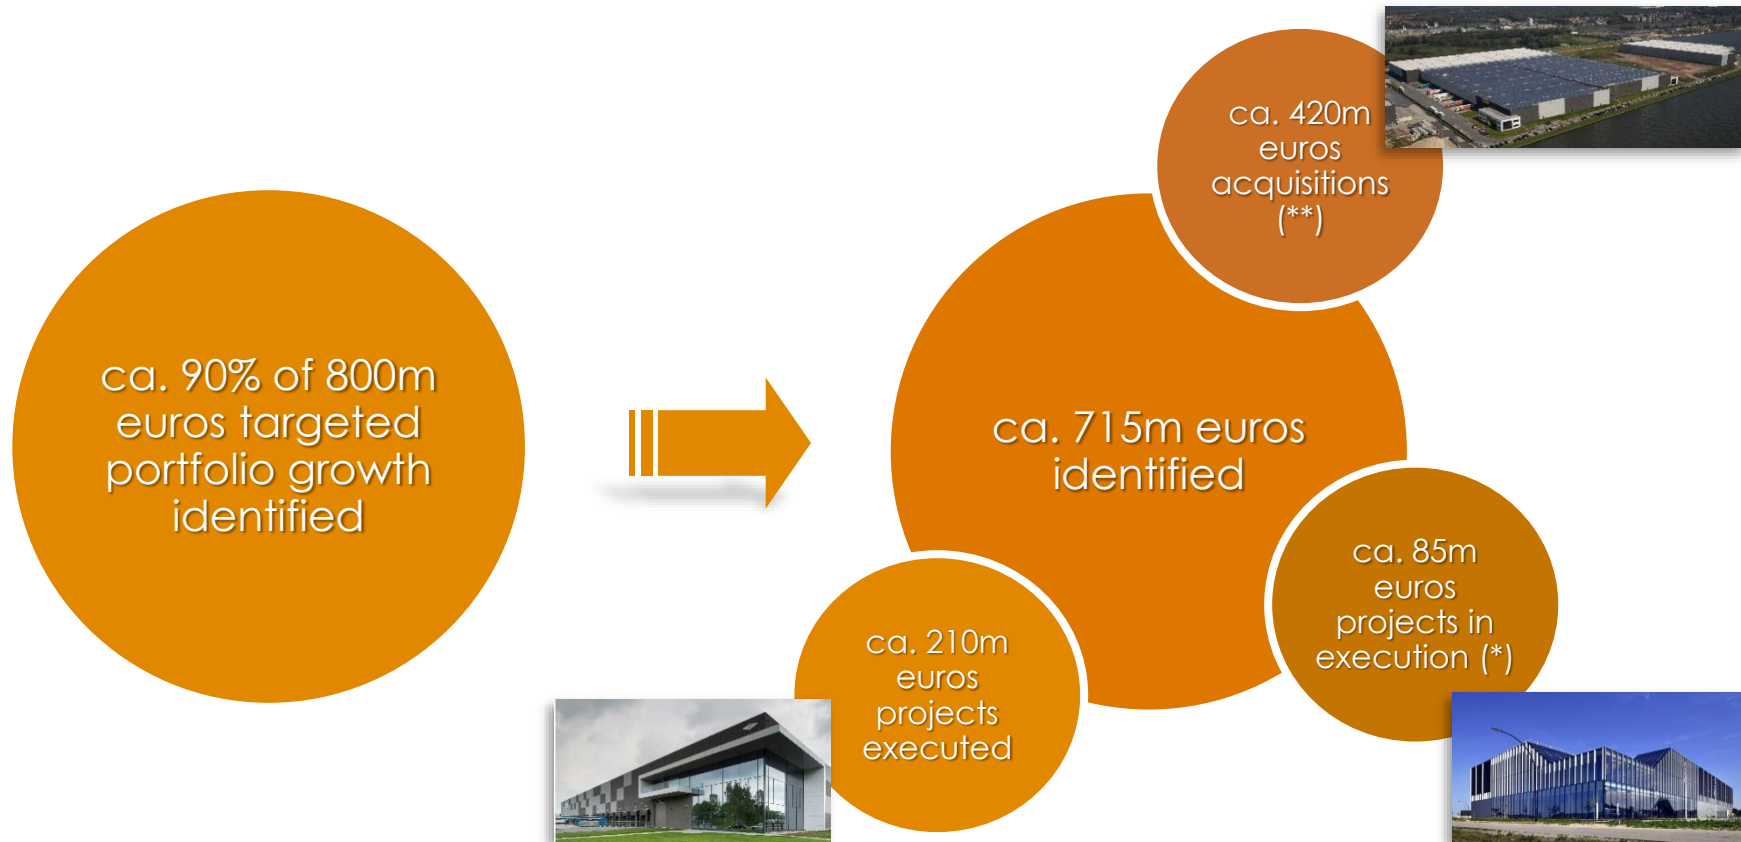 ca. 90% of 800m
euros targeted
portfolio growth
identified
ca. 715m euros
identified
ca. 420m
euros
acquisitions
(**)
ca. 85m
euros
projects in
execution (*)
ca. 210m
euros
projects
executed